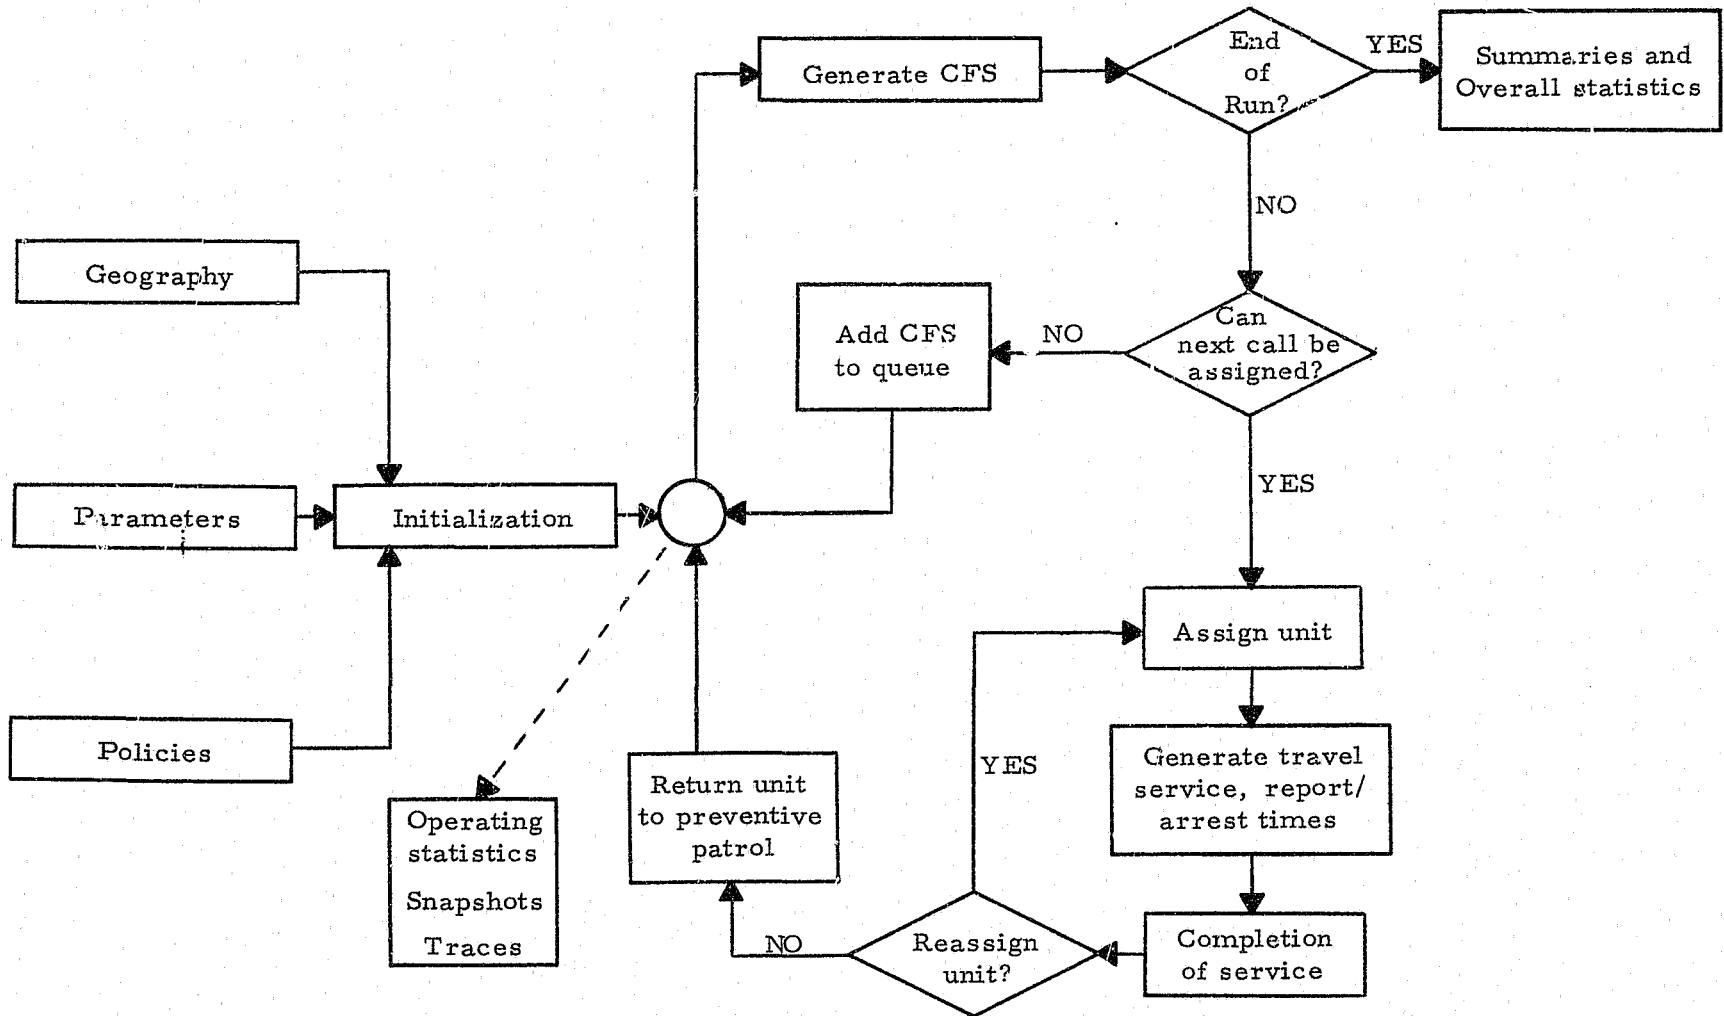 Generate CFS
End
of
Run?
YES
Summaries and
Overall statistics
NO
Geography
Add CFS
to queue
NO
Can
next call be
assigned?
Parameters
Initialization
YES
Assign unit
Policies
Return unit
to preventive
patrol
YES
Generate travel
service, report/
arrest times
Operating
statistics
Snapshots
Traces
NO
Reassign
unit?
Completion
of service